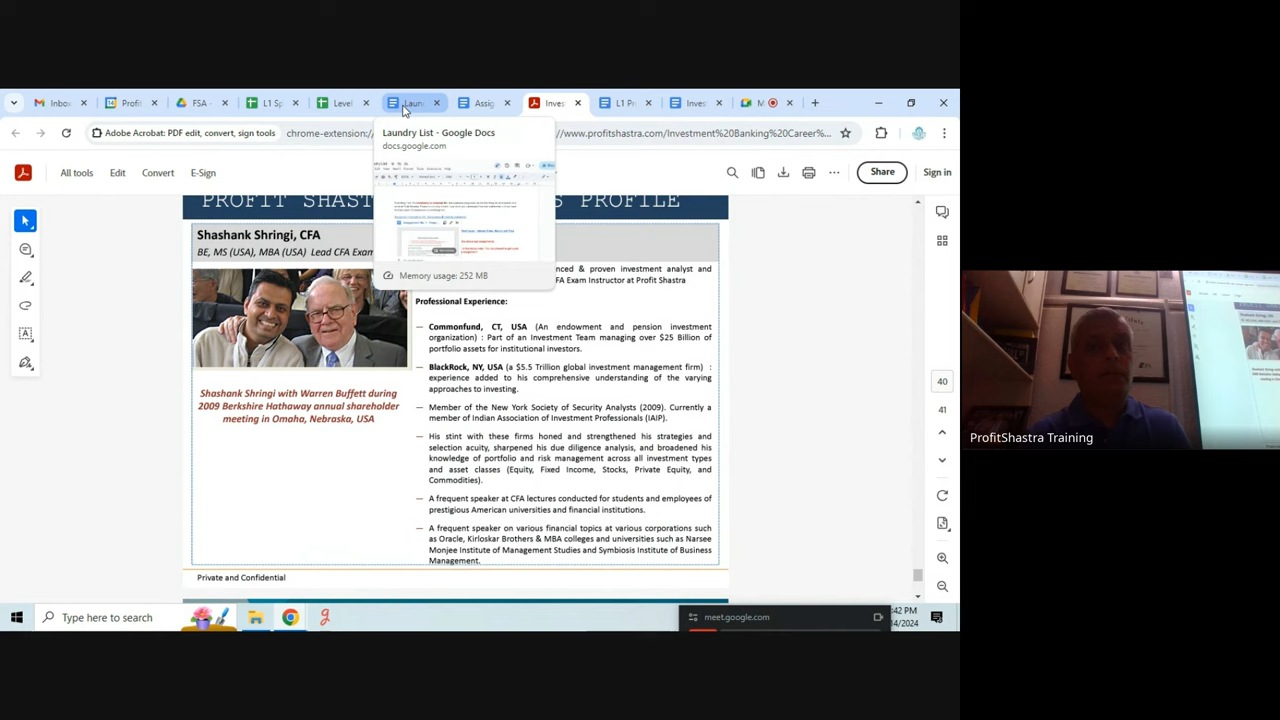 Inbo
Profit
FSA -
L1 Sp
Level
Laun
Assig
Inves
L1 Pr
Inves
M
Laundry List - Google Docs
docs.google.com
Memory usage: 252 MB
Adobe Acrobat: PDF edit, convert, sign tools
chrome-extension://
//www.profitshastra.com/Investment%20Banking%20Career%...
All tools
Edit
Convert
E-Sign
Share
Sign in
PROFIT SHAST
S PROFILE
Shashank Shringi, CFA
BE, MS (USA), MBA (USA) Lead CFA Exam
nced & proven investment analyst and
FA Exam Instructor at Profit Shastra
Professional Experience:
— Commonfund, CT, USA (An endowment and pension investment
organization) : Part of an Investment Team managing over $25 Billion of
portfolio assets for institutional investors.
— BlackRock, NY, USA (a $5.5 Trillion global investment management firm) :
experience added to his comprehensive understanding of the varying
approaches to investing.
— Member of the New York Society of Security Analysts (2009). Currently a
member of Indian Association of Investment Professionals (IAIP).
— His stint with these firms honed and strengthened his strategies and
selection acuity, sharpened his due diligence analysis, and broadened his
knowledge of portfolio and risk management across all investment types
and asset classes (Equity, Fixed Income, Stocks, Private Equity, and
Commodities).
— A frequent speaker at CFA lectures conducted for students and employees of
prestigious American universities and financial institutions.
— A frequent speaker on various financial topics at various corporations such
as Oracle, Kirloskar Brothers & MBA colleges and universities such as Narsee
Monjee Institute of Management Studies and Symbiosis Institute of Business
Management.
Shashank Shringi with Warren Buffett during
2009 Berkshire Hathaway annual shareholder
meeting in Omaha, Nebraska, USA
Private and Confidential
40
41
ProfitShastra Training
Type here to search
meet.google.com
:42 PM
/14/2024